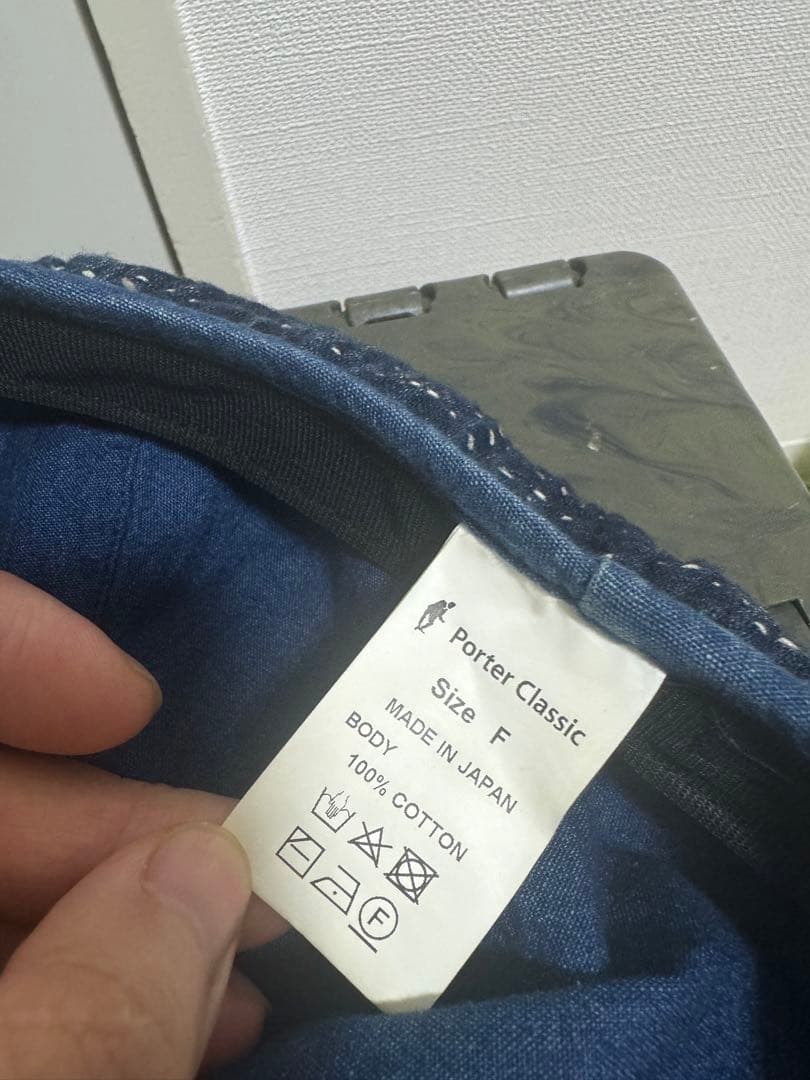 Porter Classic
Size F
MADE IN JAPAN
BODY
100% COTTON
F